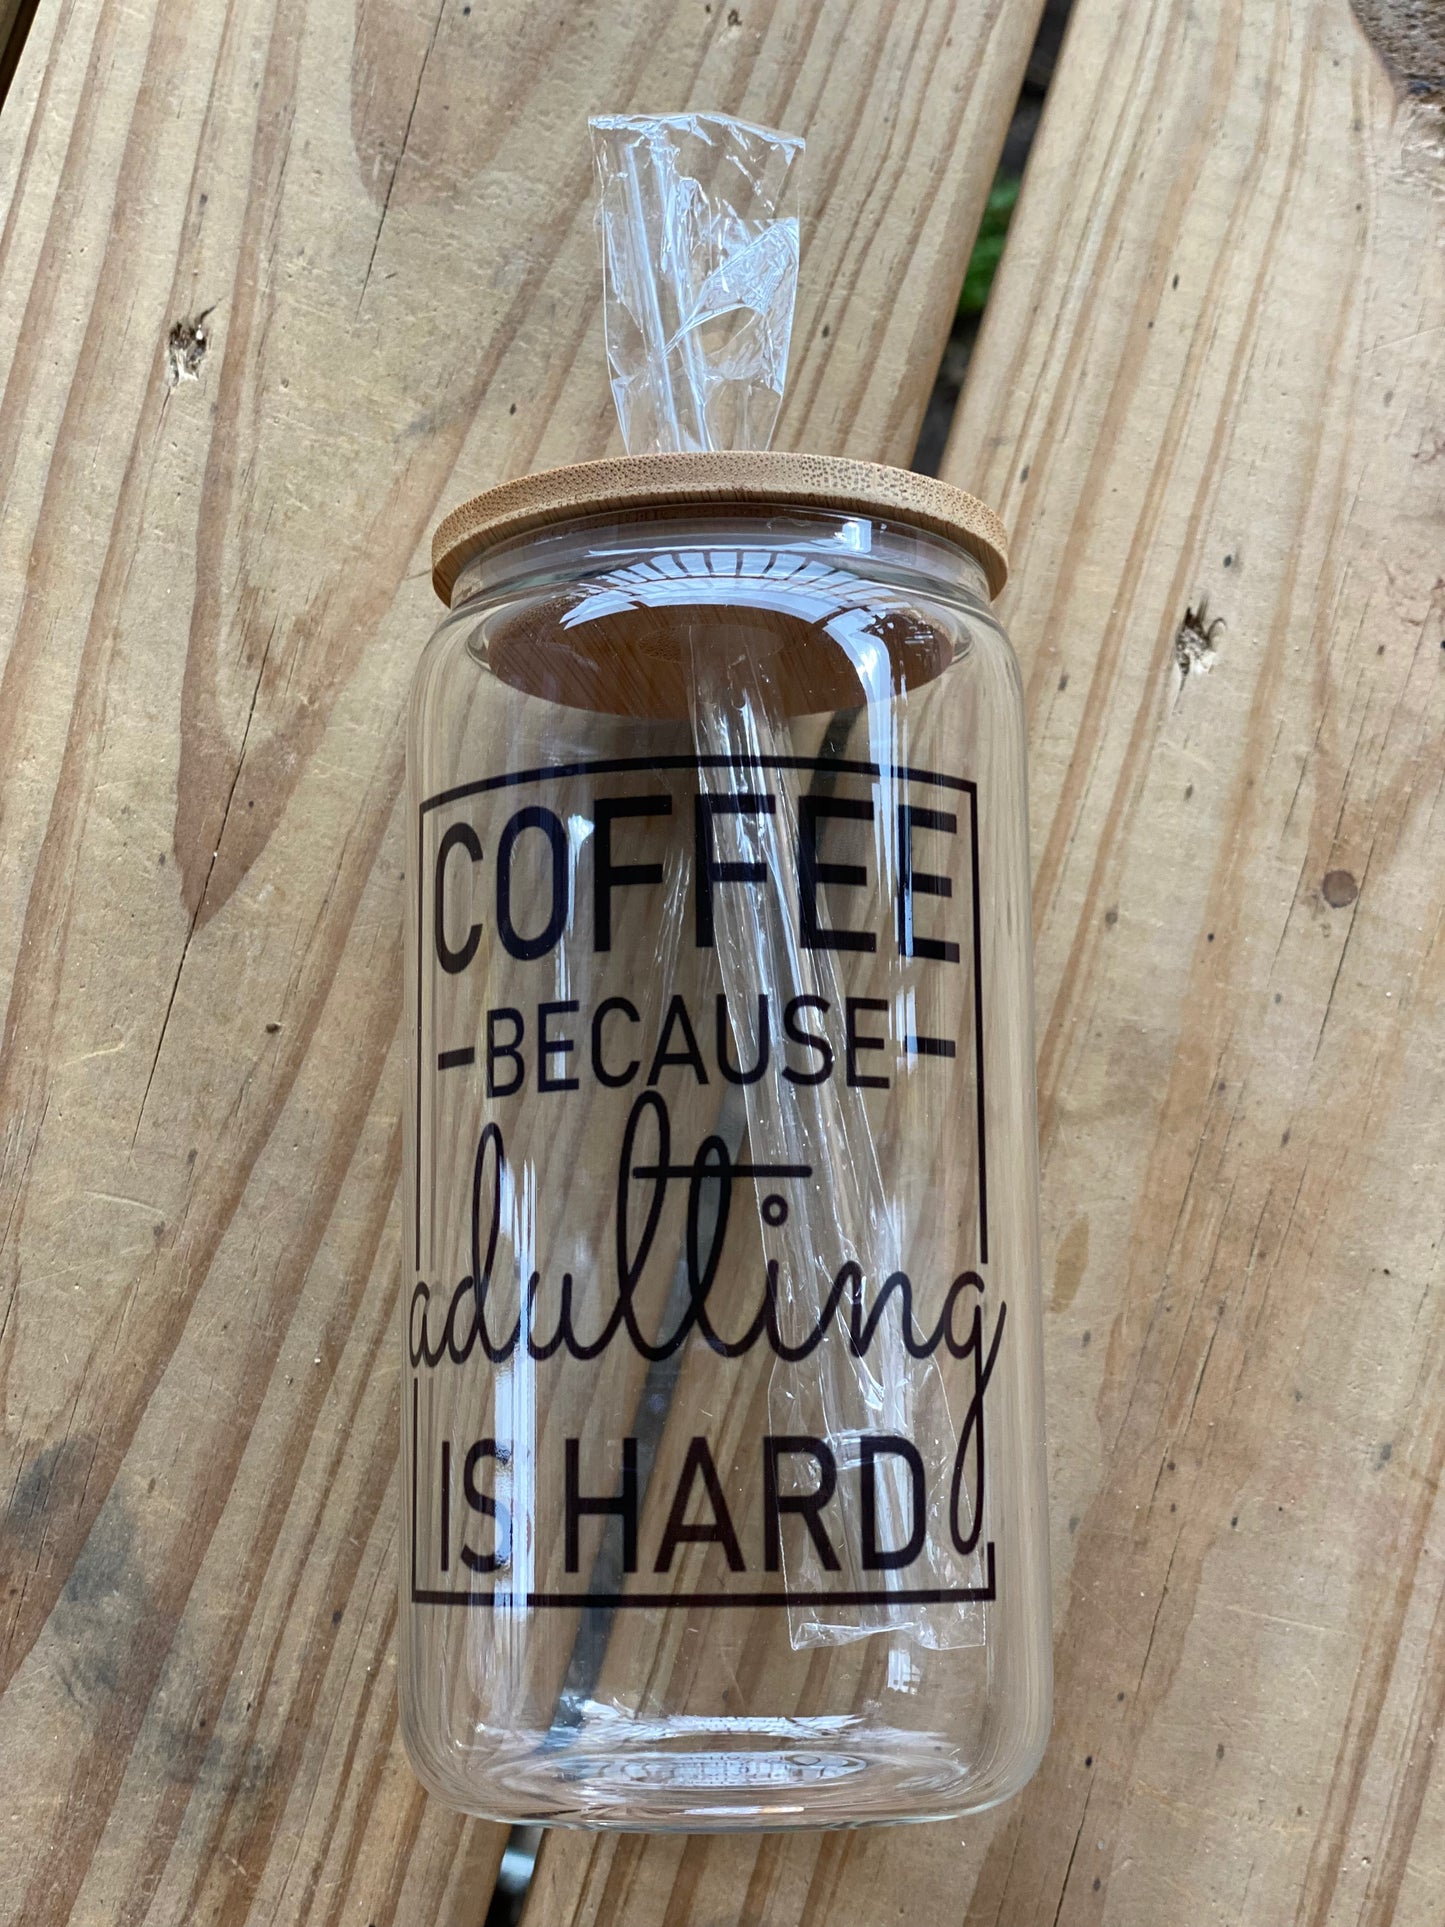 COFFEE
-BECAUSE-
adulting
IS HARD